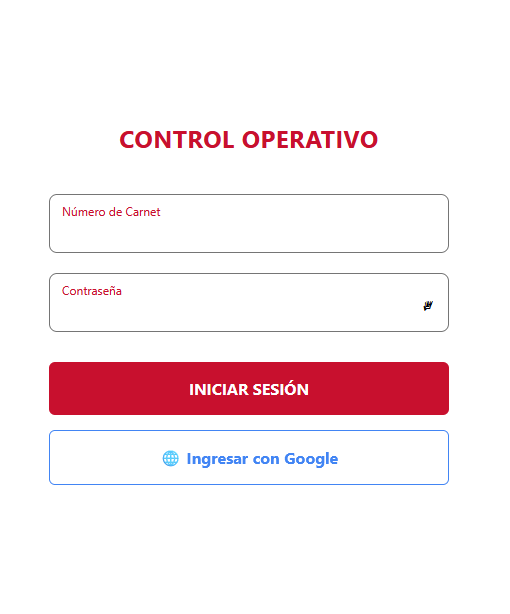 CONTROL OPERATIVO
Número de Carnet
Contraseña
INICIAR SESIÓN
Ingresar con Google